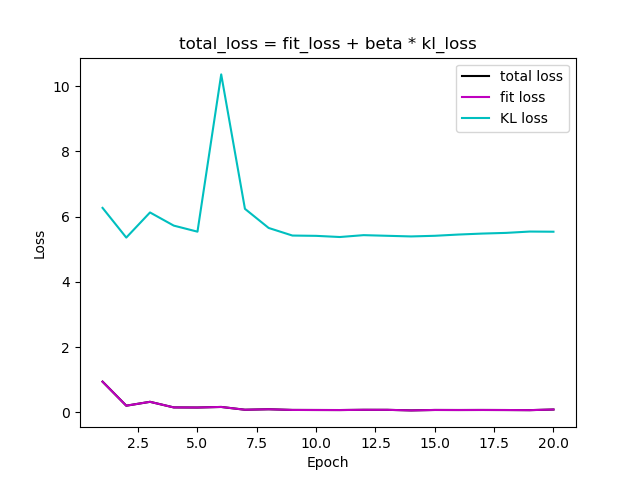 total_loss = fit_loss + beta * kl_loss
total loss
fit loss
KL loss
10
8
6
4
2
0
Loss
2.5 5.0 7.5 10.0 12.5 15.0 17.5 20.0
Epoch